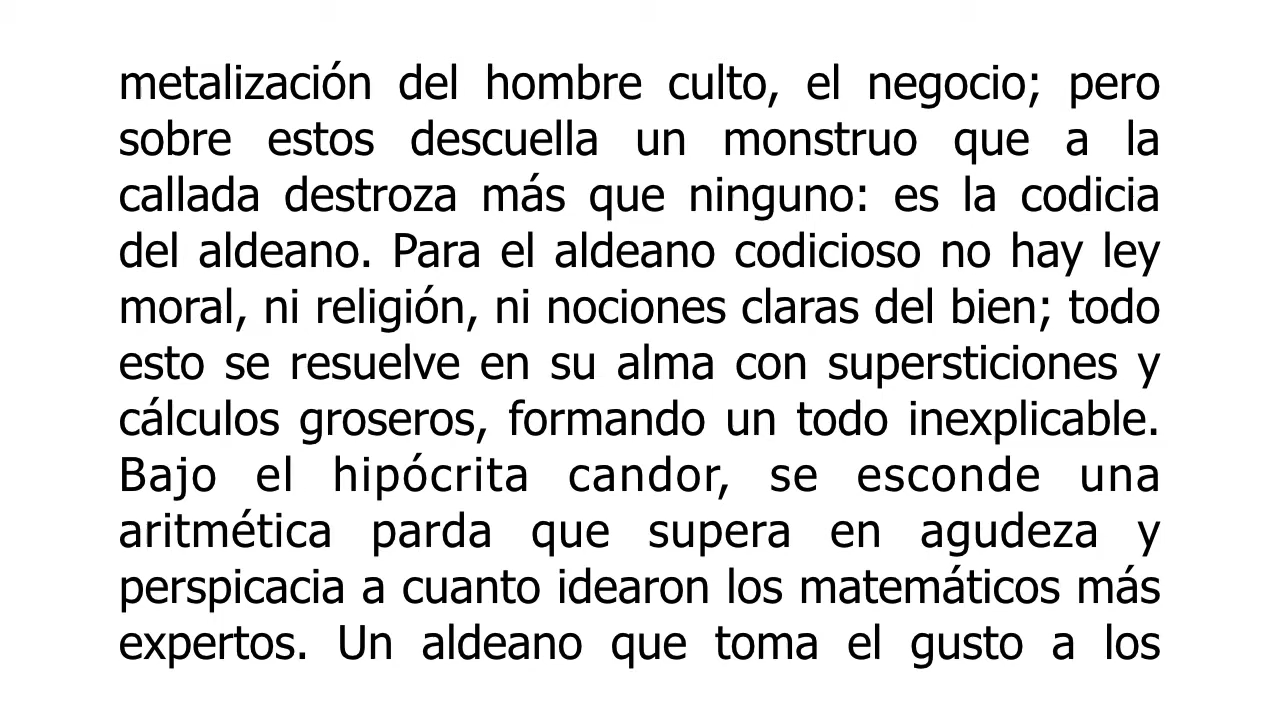 metalización del hombre culto, el negocio; pero
sobre estos descuella un monstruo que a la
callada destroza más que ninguno: es la codicia
del aldeano. Para el aldeano codicioso no hay ley
moral, ni religión, ni nociones claras del bien; todo
esto se resuelve en su alma con supersticiones y
cálculos groseros, formando un todo inexplicable.
Bajo el hipócrita candor, se esconde una
aritmética parda que supera en agudeza y
perspicacia a cuanto idearon los matemáticos más
expertos. Un aldeano que toma el gusto a los